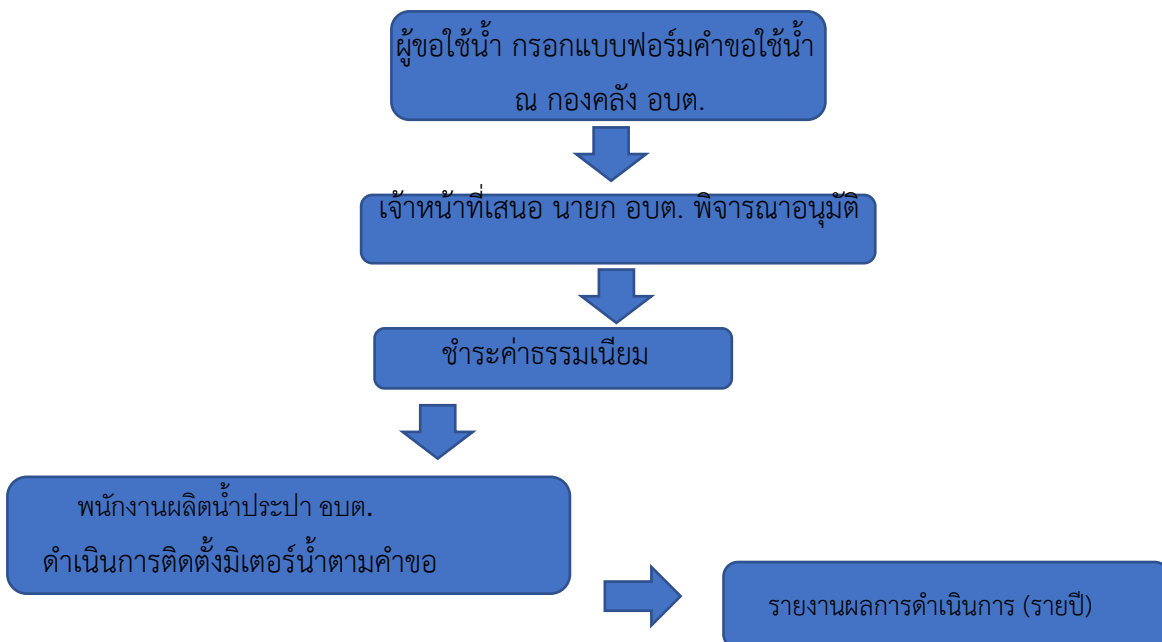 ผู้ขอใช้น้ำ กรอกแบบฟอร์มคำขอใช้น้ำ
ณ กองคลัง อบต.
เจ้าหน้าที่เสนอ นายก อบต. พิจารณาอนุมัติ
ชำระค่าธรรมเนียม
พนักงานผลิตน้ำประปา อบต.
ดำเนินการติดตั้งมิเตอร์น้ำตามคำขอ
รายงานผลการดำเนินการ (รายปี)